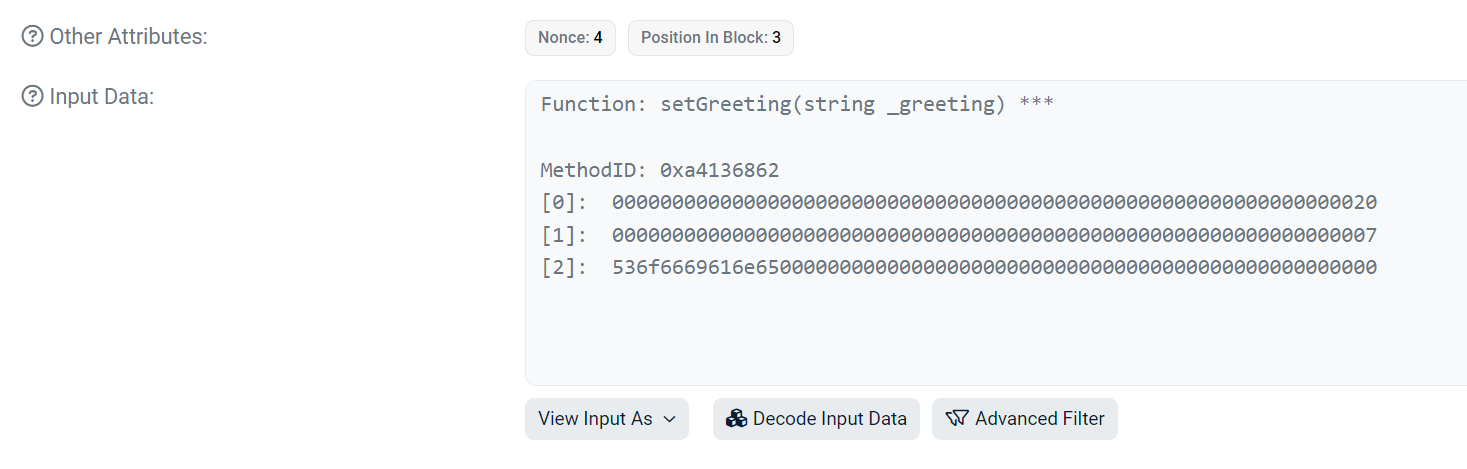 Other Attributes:
Nonce: 4
Position In Block: 3
Input Data:
Function: setGreeting(string _greeting) ***
MethodID: 0xa4136862
[0]: 0000000000000000000000000000000000000000000000000000000000000020
[1]: 0000000000000000000000000000000000000000000000000000000000000007
[2]: 536f6669616e6500000000000000000000000000000000000000000000000000
View Input As
Decode Input Data
Advanced Filter